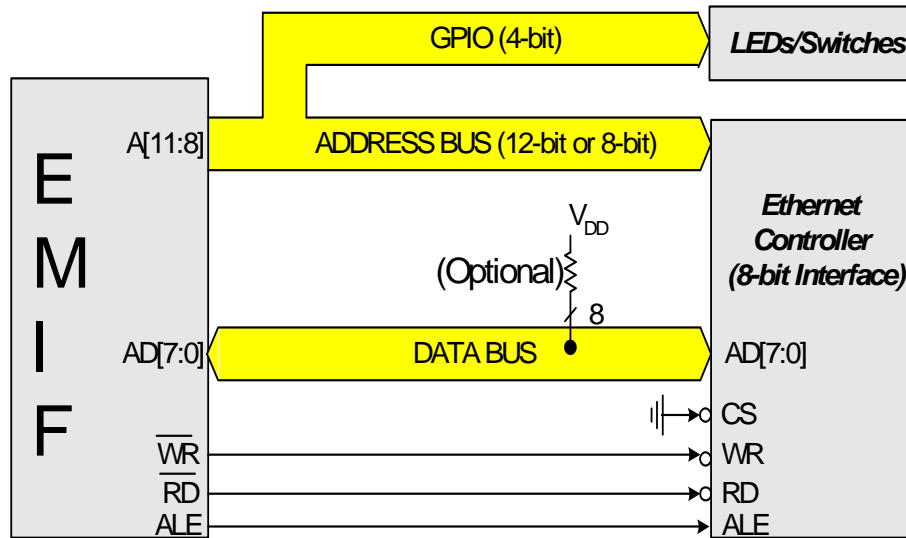 GPIO (4-bit)
LEDs/Switches
A[11:8]
ADDRESS BUS (12-bit or 8-bit)
E
M
I
F
Ethernet
Controller
(8-bit Interface)
VDD
(Optional)
8
AD[7:0]
DATA BUS
AD[7:0]
CS
WR
WR
RD
RD
ALE
ALE